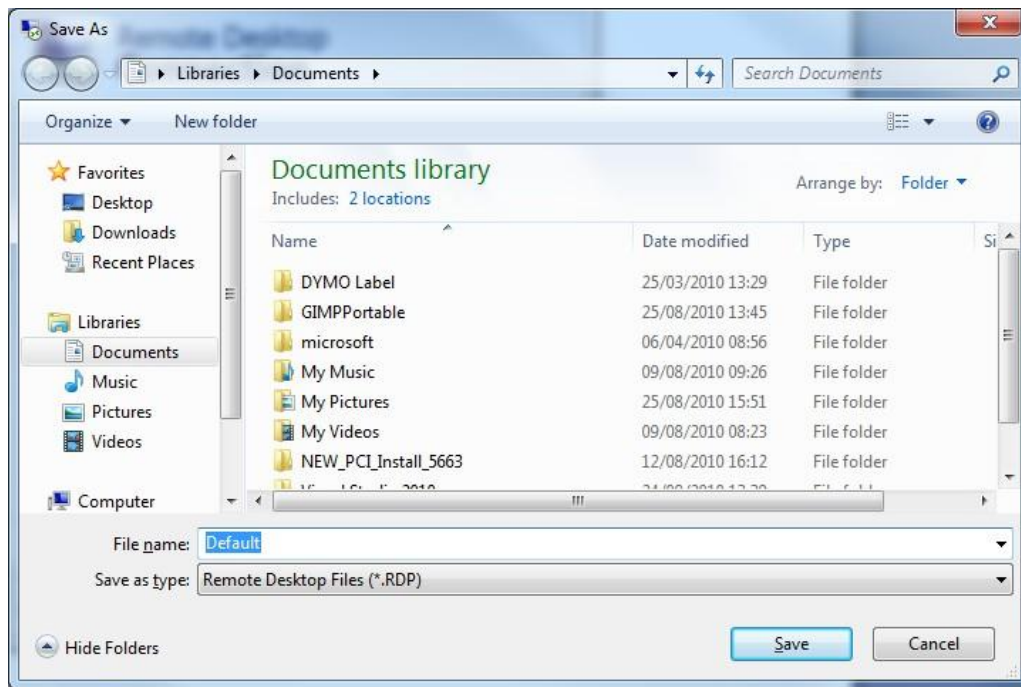 Save As
Remote Desktop
Libraries Documents
Search Documents
Organize New folder
Favorites
Desktop
Downloads
Recent Places
Libraries
Documents
Music
Pictures
Videos
Computer
Documents library
Includes: 2 locations
Arrange by: Folder
Name Date modified Type Si
DYMO Label 25/03/2010 13:29 File folder
GIMPPortable 25/08/2010 13:45 File folder
microsoft 06/04/2010 08:56 File folder
My Music 09/08/2010 09:26 File folder
My Pictures 25/08/2010 15:51 File folder
My Videos 09/08/2010 08:23 File folder
NEW_PCI_Install_5663 12/08/2010 16:12 File folder
Visual Studio 2010
File name: Default
Save as type: Remote Desktop Files (*.RDP)
Hide Folders
Save Cancel